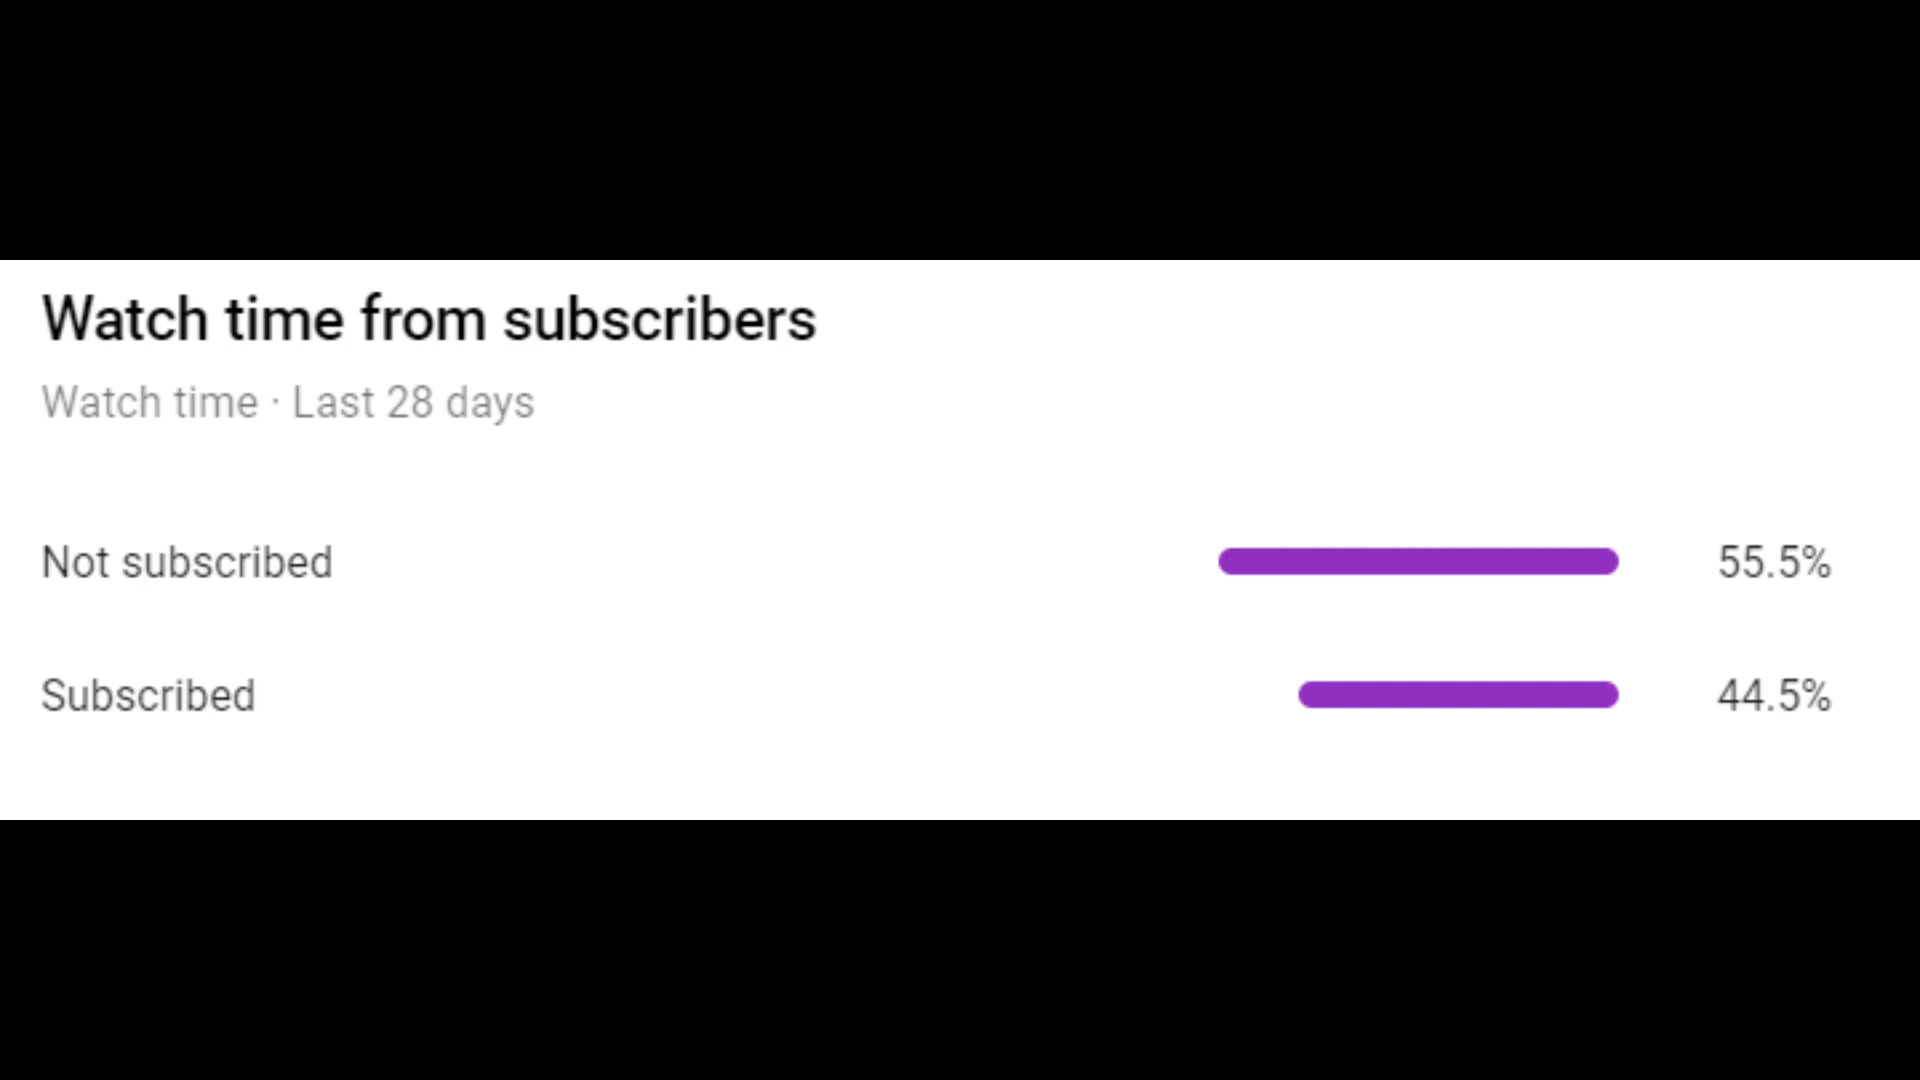 Watch time from subscribers
Watch time · Last 28 days
Not subscribed 55.5%
Subscribed 44.5%